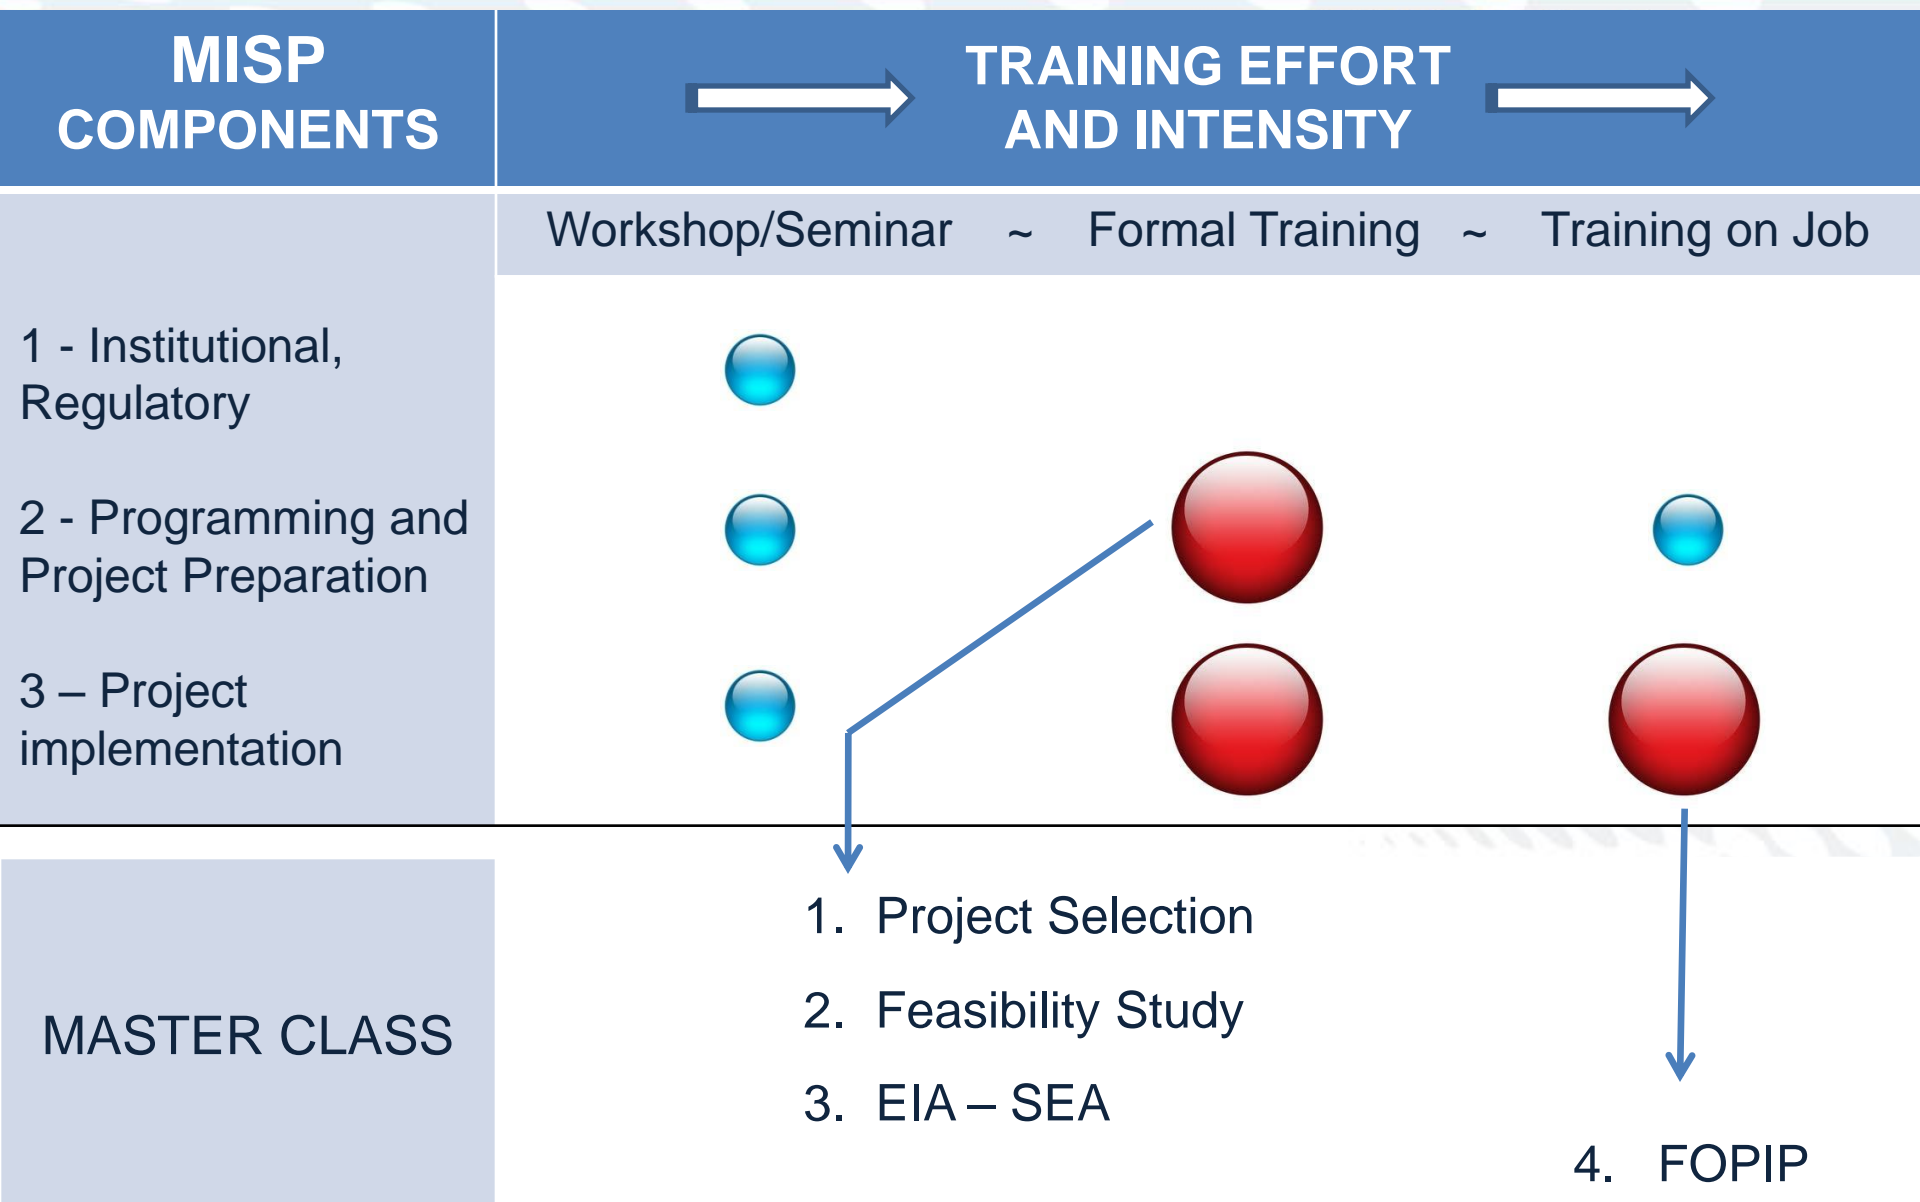 MISP
COMPONENTS
TRAINING EFFORT
AND INTENSITY
Workshop/Seminar ~ Formal Training ~ Training on Job
1 - Institutional,
Regulatory
2 - Programming and
Project Preparation
3 – Project
implementation
MASTER CLASS
1. Project Selection
2. Feasibility Study
3. EIA – SEA
4. FOPIP